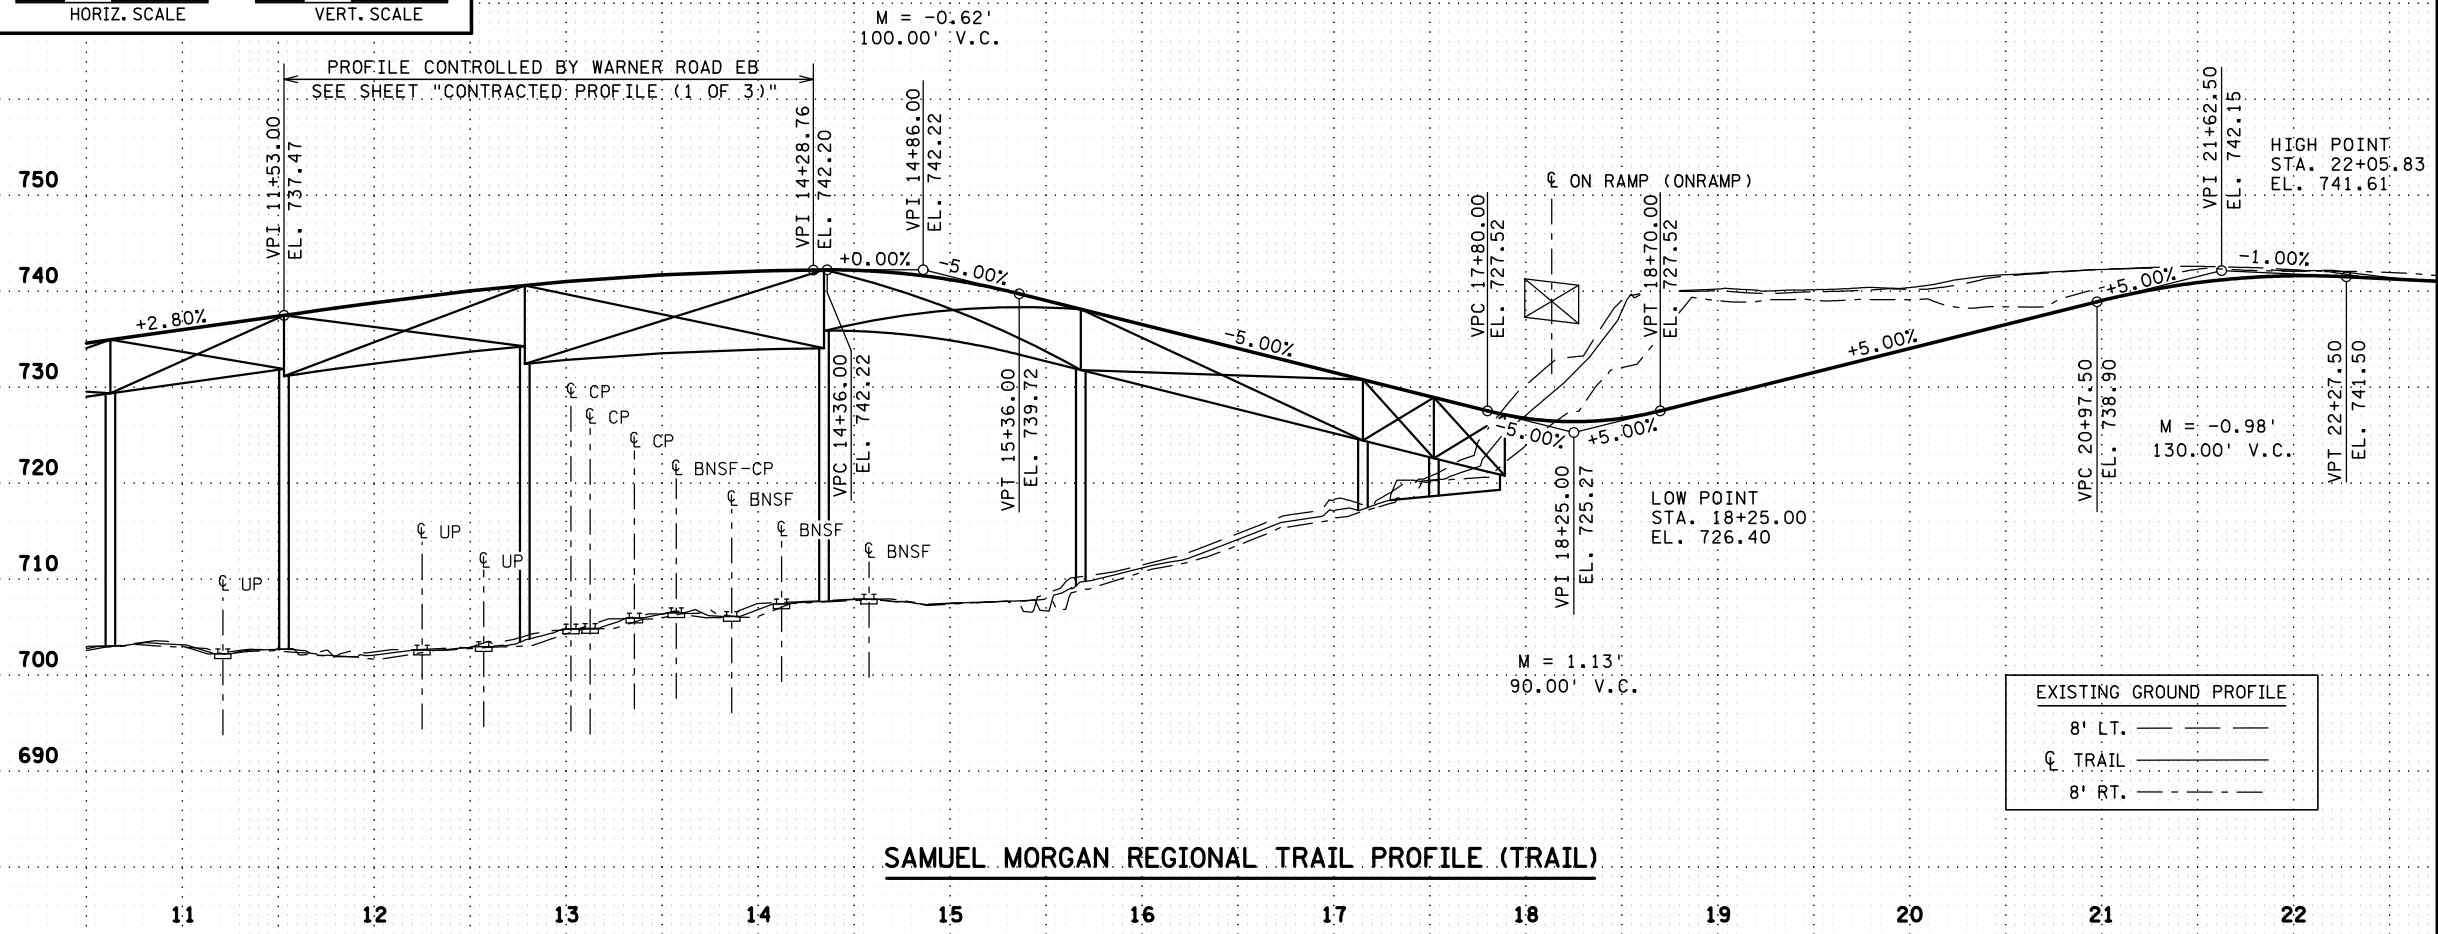 HORIZ. SCALE
VERT. SCALE
M = -0.62'
100.00' V.C.
PROFILE CONTROLLED BY WARNER ROAD EB
SEE SHEET "CONTRACTED PROFILE (1 OF 3)"
VPI 11+53.00
EL. 737.47
VPI 14+28.76
EL. 742.20
VPI 14+86.00
EL. 742.22
VPI 21+62.50
EL. 742.15
HIGH POINT
STA. 22+05.83
EL. 741.61
750
740
730
720
710
700
690
℄ ON RAMP (ONRAMP)
VPC 17+80.00
EL. 727.52
VPT 18+70.00
EL. 727.52
+2.80%
+0.00%
-5.00%
-5.00%
-5.00%
+5.00%
+5.00%
+5.00%
-1.00%
℄ CP
℄ CP
℄ CP
℄ BNSF-CP
℄ BNSF
℄ BNSF
℄ BNSF
℄ UP
℄ UP
℄ UP
VPC 14+36.00
EL. 742.22
VPT 15+36.00
EL. 739.72
VPI 18+25.00
EL. 725.27
LOW POINT
STA. 18+25.00
EL. 726.40
VPC 20+97.50
EL. 738.90
M = -0.98'
130.00' V.C.
VPT 22+27.50
EL. 741.50
M = 1.13'
90.00' V.C.
EXISTING GROUND PROFILE
8' LT.
℄ TRAIL
8' RT.
SAMUEL MORGAN REGIONAL TRAIL PROFILE (TRAIL)
11 12 13 14 15 16 17 18 19 20 21 22